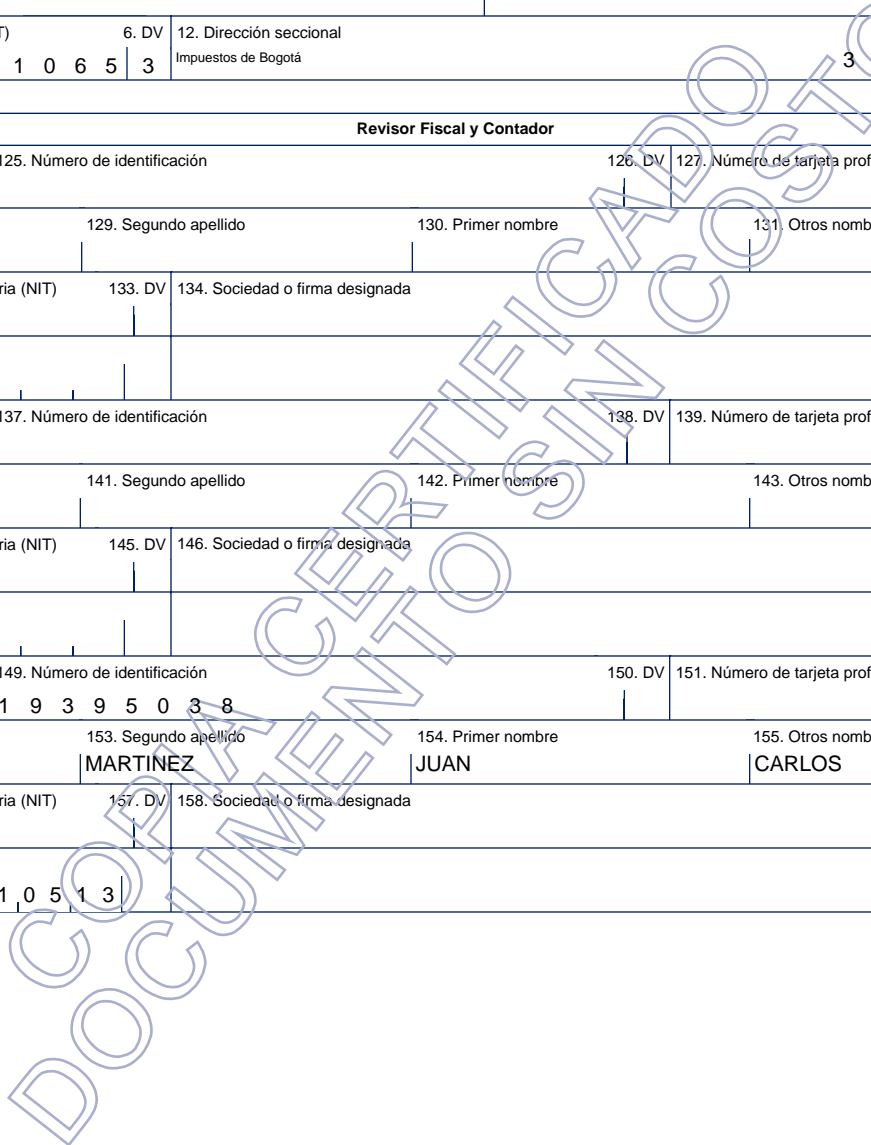 T) 6. DV 12. Dirección seccional
1 0 6 5 3 Impuestos de Bogotá 3
Revisor Fiscal y Contador
125. Número de identificación 126. DV 127. Número de tarjeta prof
129. Segundo apellido 130. Primer nombre 131. Otros nomb
ria (NIT) 133. DV 134. Sociedad o firma designada
137. Número de identificación 138. DV 139. Número de tarjeta prof
141. Segundo apellido 142. Primer nombre 143. Otros nomb
ria (NIT) 145. DV 146. Sociedad o firma designada
149. Número de identificación 150. DV 151. Número de tarjeta prof
1 9 3 9 5 0 3 8
153. Segundo apellido 154. Primer nombre 155. Otros nomb
MARTINEZ JUAN CARLOS
ria (NIT) 157. DV 158. Sociedad o firma designada
1 0 5 1 3
COPIA CERTIFICADO
DOCUMENTO SIN COSTO